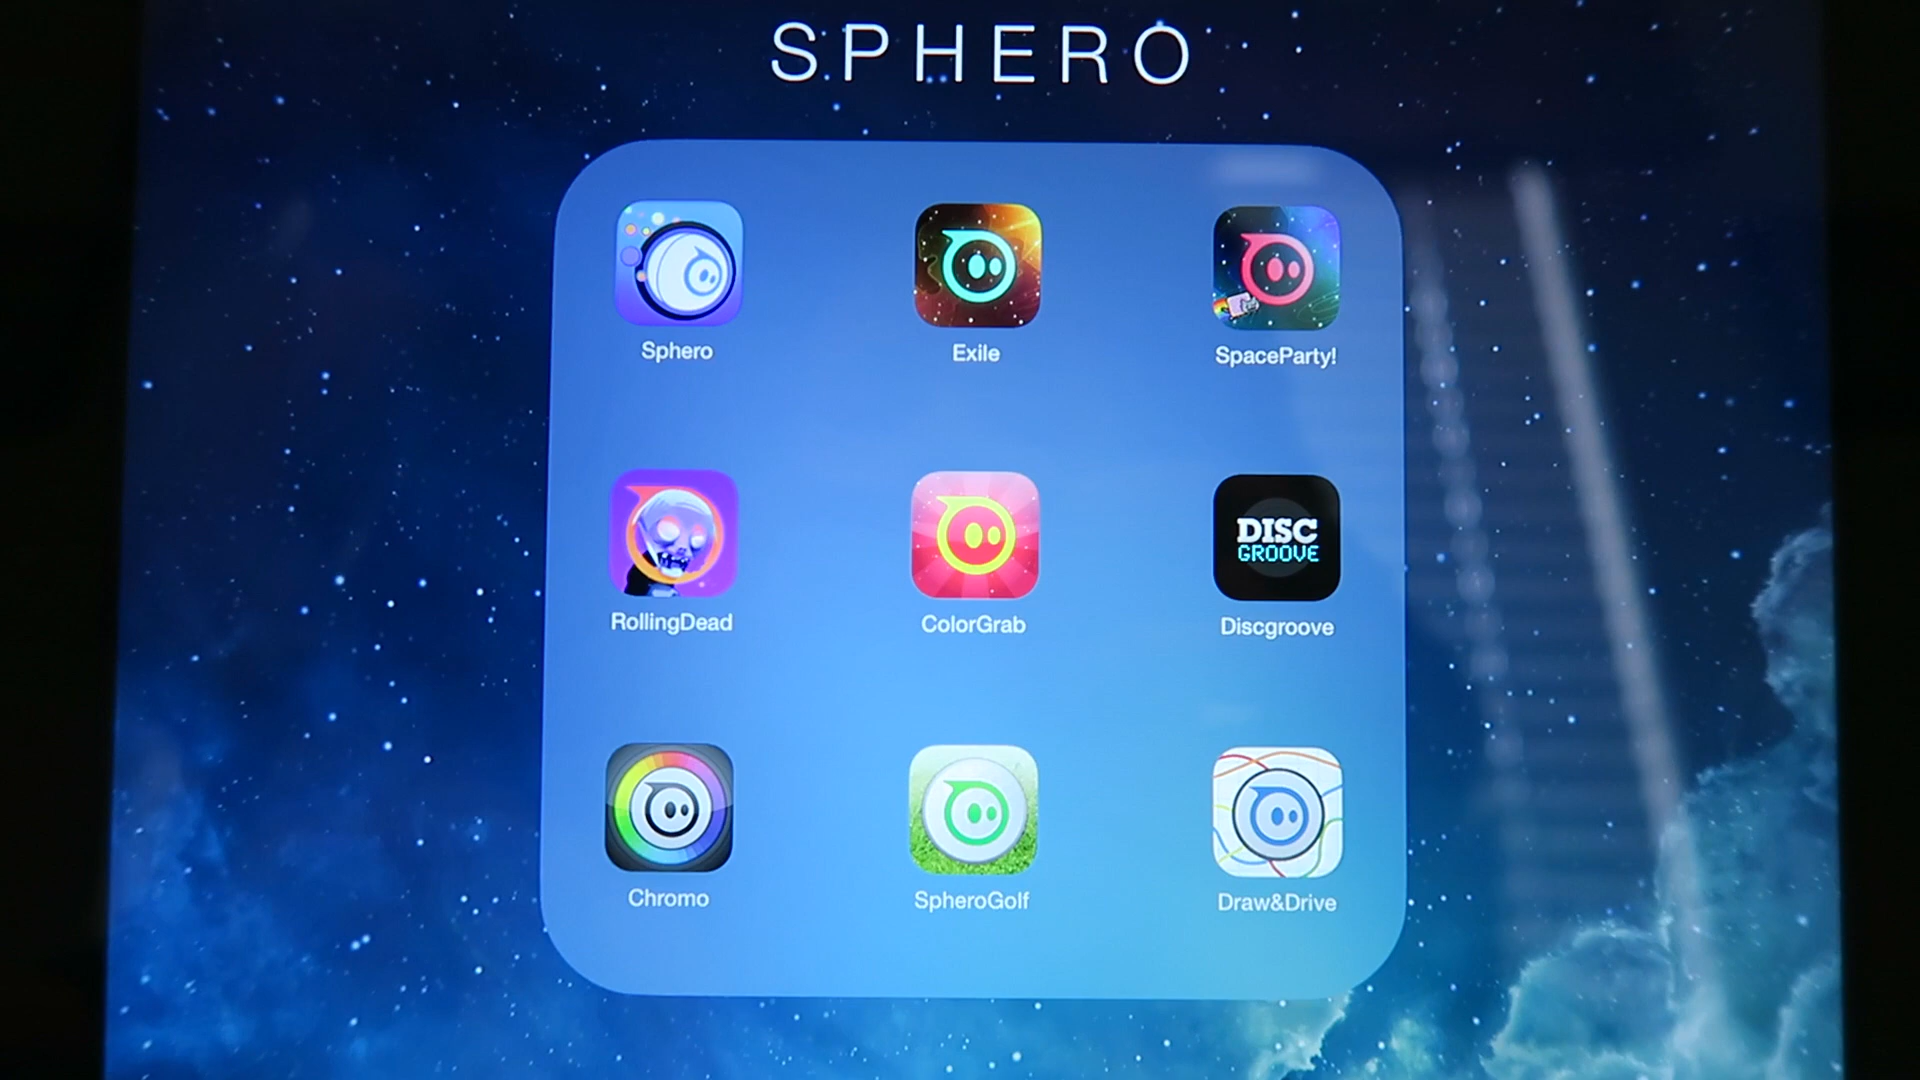 SPHERO
Sphero
Exile
SpaceParty!
RollingDead
ColorGrab
DISC
GROOVE
Discgroove
Chromo
SpheroGolf
Draw&Drive